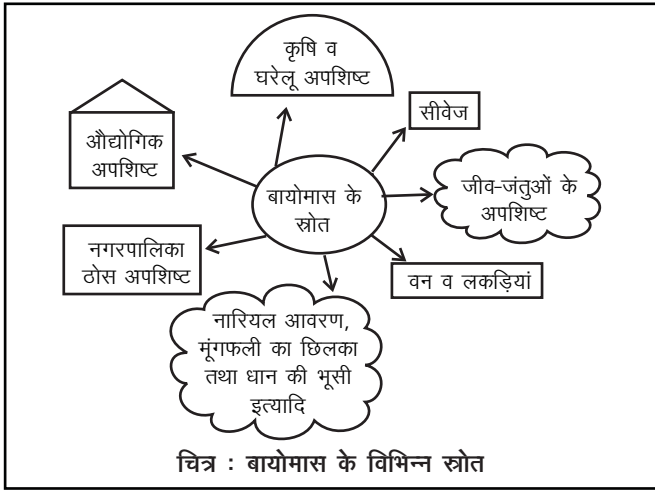 कृषि व
घरेलू अपशिष्ट
सीवेज
औद्योगिक
अपशिष्ट
जीव-जंतुओं के
अपशिष्ट
बायोमास के
स्रोत
नगरपालिका
ठोस अपशिष्ट
वन व लकड़ियां
नारियल आवरण,
मूंगफली का छिलका
तथा धान की भूसी
इत्यादि
चित्र : बायोमास के विभिन्न स्रोत